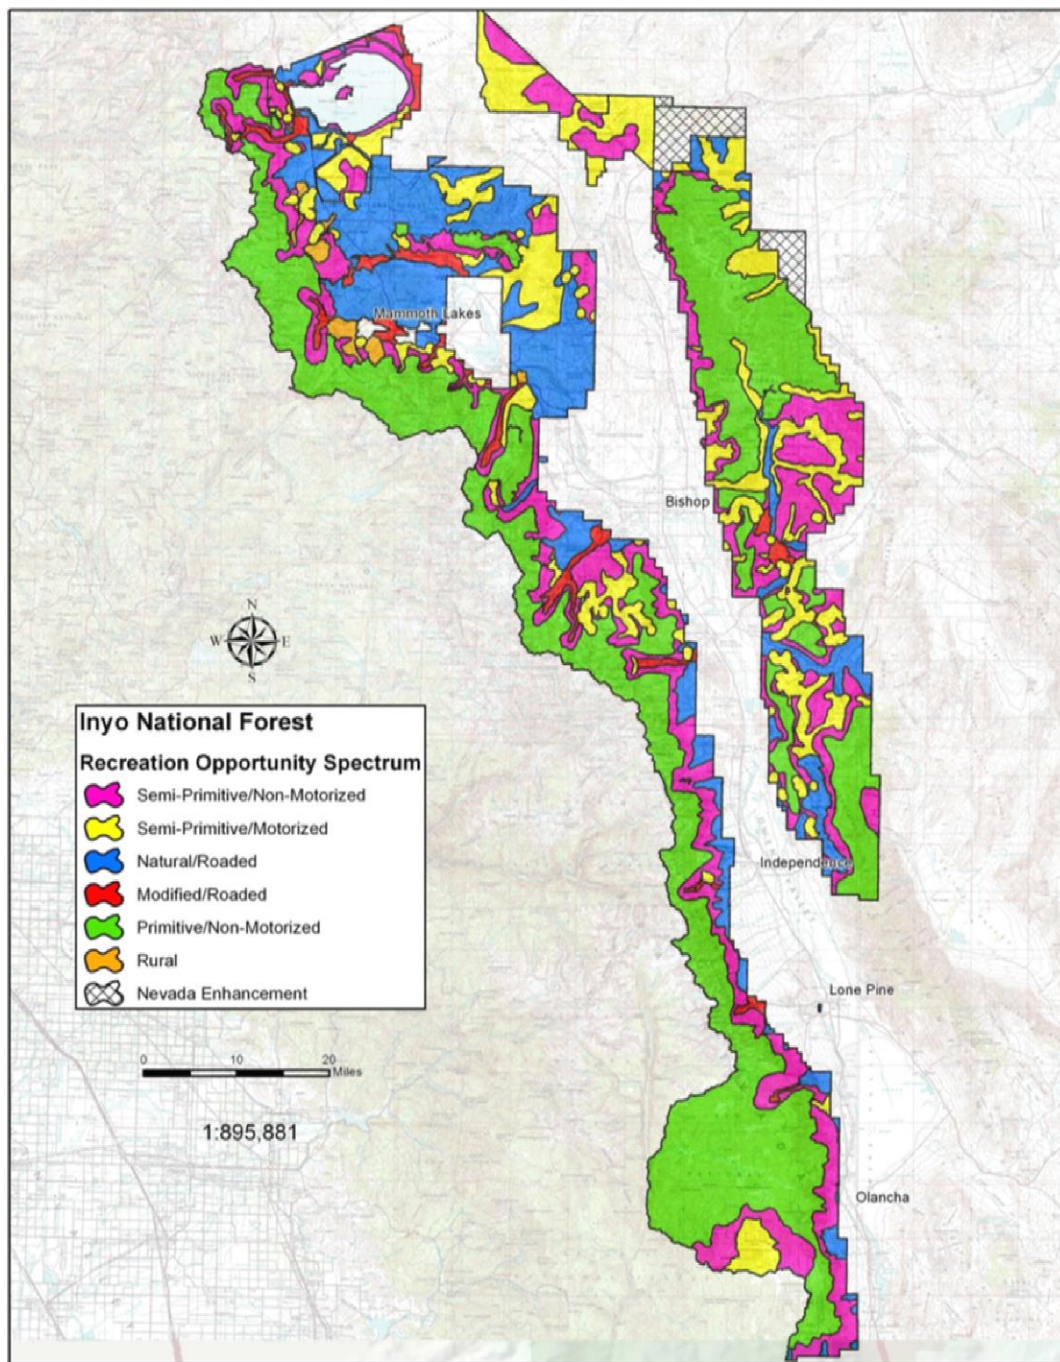 Mammoth Lakes
Bishop
N
W E
S
Inyo National Forest
Recreation Opportunity Spectrum
Semi-Primitive/Non-Motorized
Semi-Primitive/Motorized
Natural/Roaded
Modified/Roaded
Primitive/Non-Motorized
Rural
Nevada Enhancement
Independence
Lone Pine
0 10 20
Miles
1:895,881
Olancha